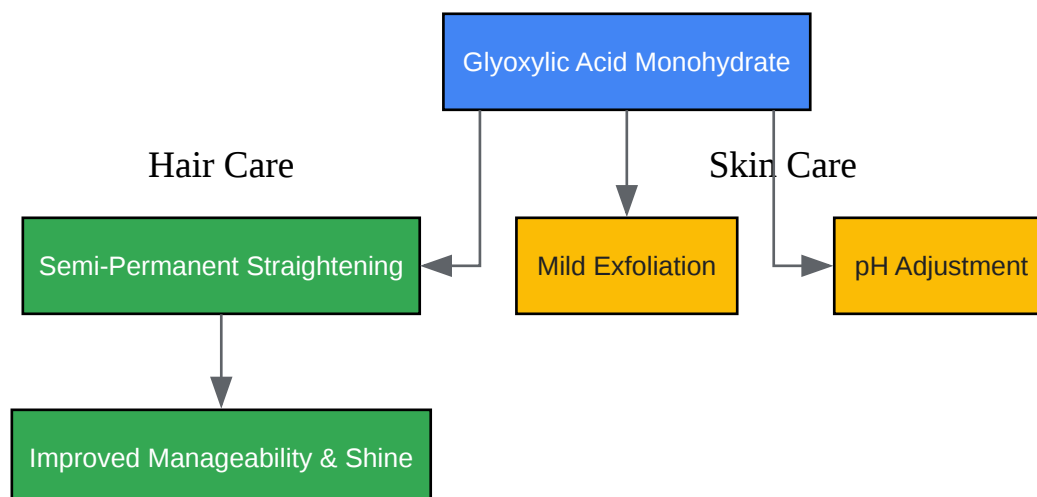 Glyoxylic Acid Monohydrate
Hair Care
Skin Care
Semi-Permanent Straightening
Mild Exfoliation
pH Adjustment
Improved Manageability & Shine